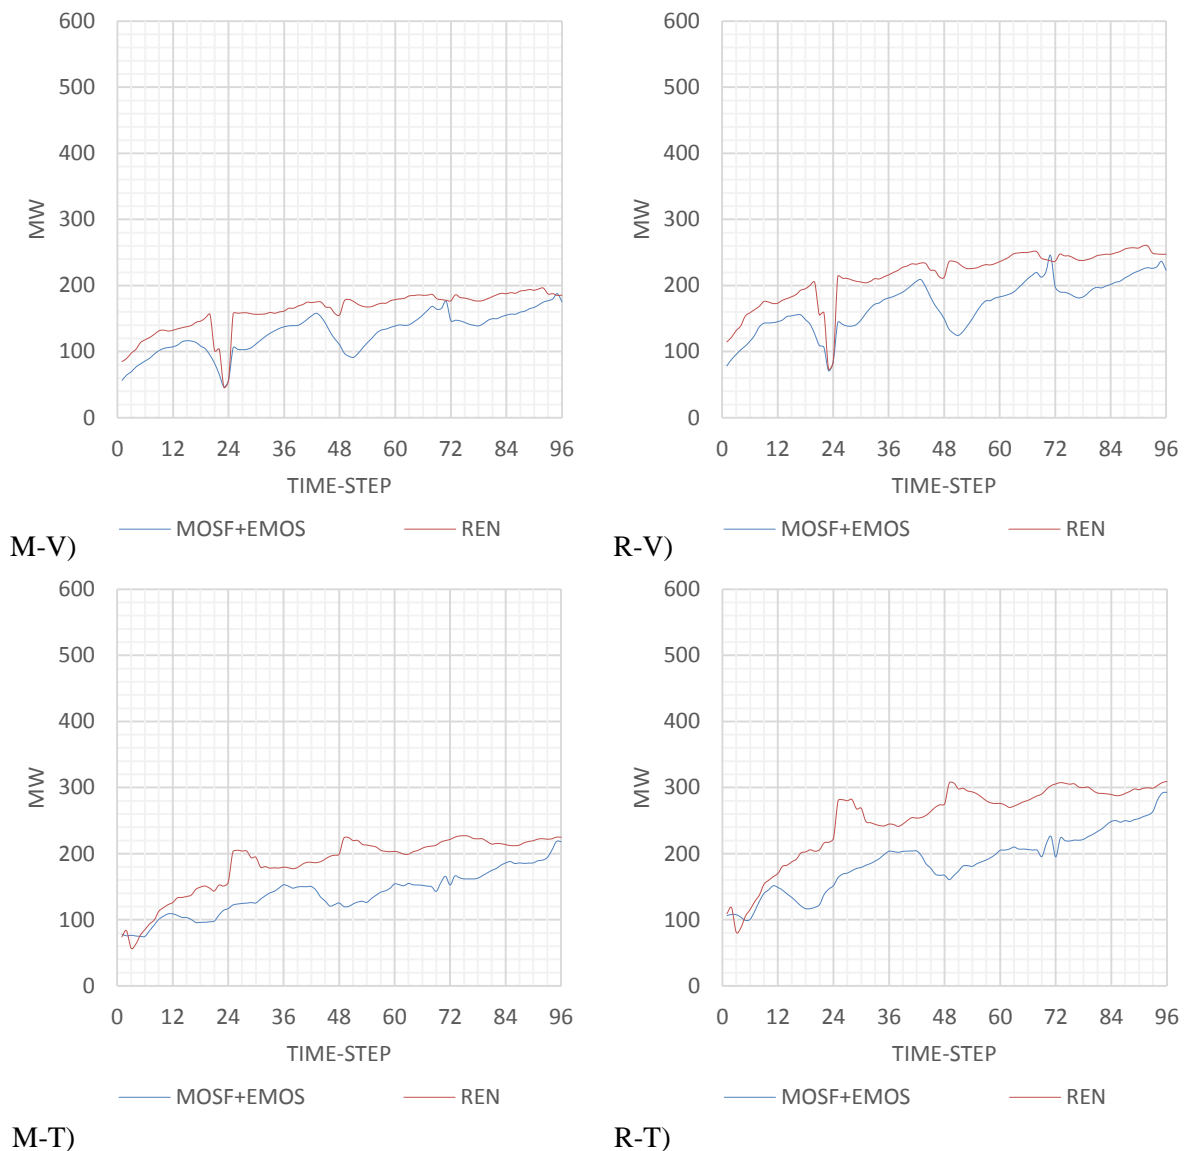 600 600
500 500
400 400
MW 300 MW 300
200 200
100 100
0 0
0 12 24 36 48 60 72 84 96 0 12 24 36 48 60 72 84 96
TIME-STEP TIME-STEP
MOSF+EMOS REN MOSF+EMOS REN
M-V) R-V)
600 600
500 500
400 400
MW 300 MW 300
200 200
100 100
0 0
0 12 24 36 48 60 72 84 96 0 12 24 36 48 60 72 84 96
TIME-STEP TIME-STEP
MOSF+EMOS REN MOSF+EMOS REN
M-T) R-T)